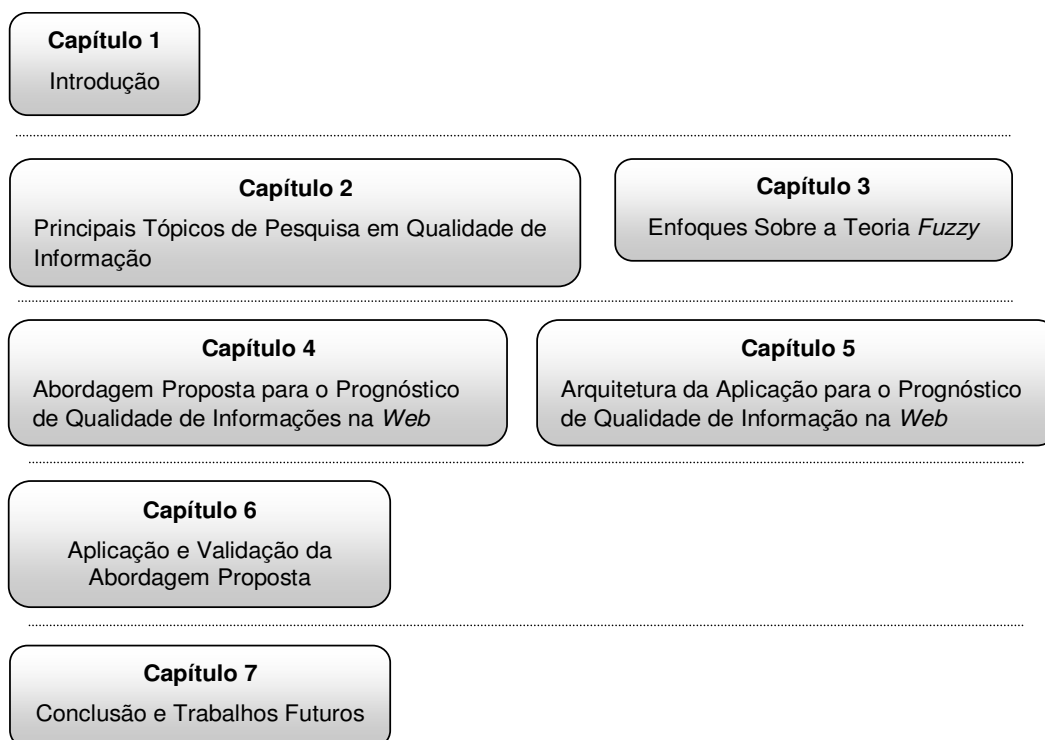 Capítulo 1
Introdução
Capítulo 2
Principais Tópicos de Pesquisa em Qualidade de
Informação
Capítulo 3
Enfoques Sobre a Teoria Fuzzy
Capítulo 4
Abordagem Proposta para o Prognóstico
de Qualidade de Informações na Web
Capítulo 5
Arquitetura da Aplicação para o Prognóstico
de Qualidade de Informação na Web
Capítulo 6
Aplicação e Validação da
Abordagem Proposta
Capítulo 7
Conclusão e Trabalhos Futuros